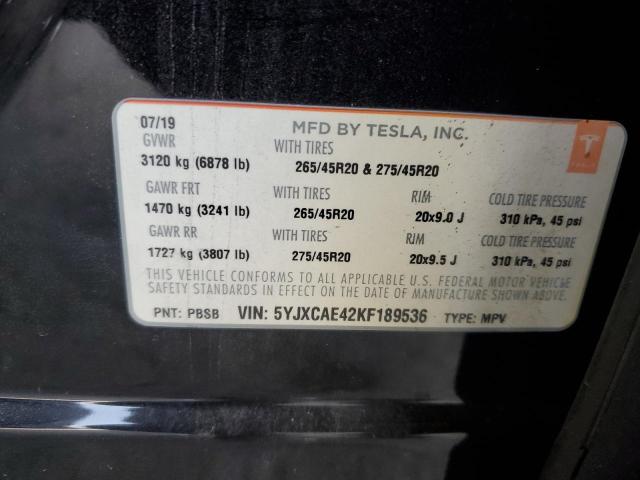 07/19 MFD BY TESLA, INC.
GVWR WITH TIRES
3120 kg (6878 lb) 265/45R20 & 275/45R20
GAWR FRT WITH TIRES RIM COLD TIRE PRESSURE
1470 kg (3241 lb) 265/45R20 20x9.0 J 310 kPa, 45 psi
GAWR RR WITH TIRES RIM COLD TIRE PRESSURE
1727 kg (3807 lb) 275/45R20 20x9.5 J 310 kPa, 45 psi
THIS VEHICLE CONFORMS TO ALL APPLICABLE U.S. FEDERAL MOTOR VEHICLE
SAFETY STANDARDS IN EFFECT ON THE DATE OF MANUFACTURE SHOWN ABOVE.
PNT: PBSB VIN: 5YJXCAE42KF189536 TYPE: MPV
TESLA